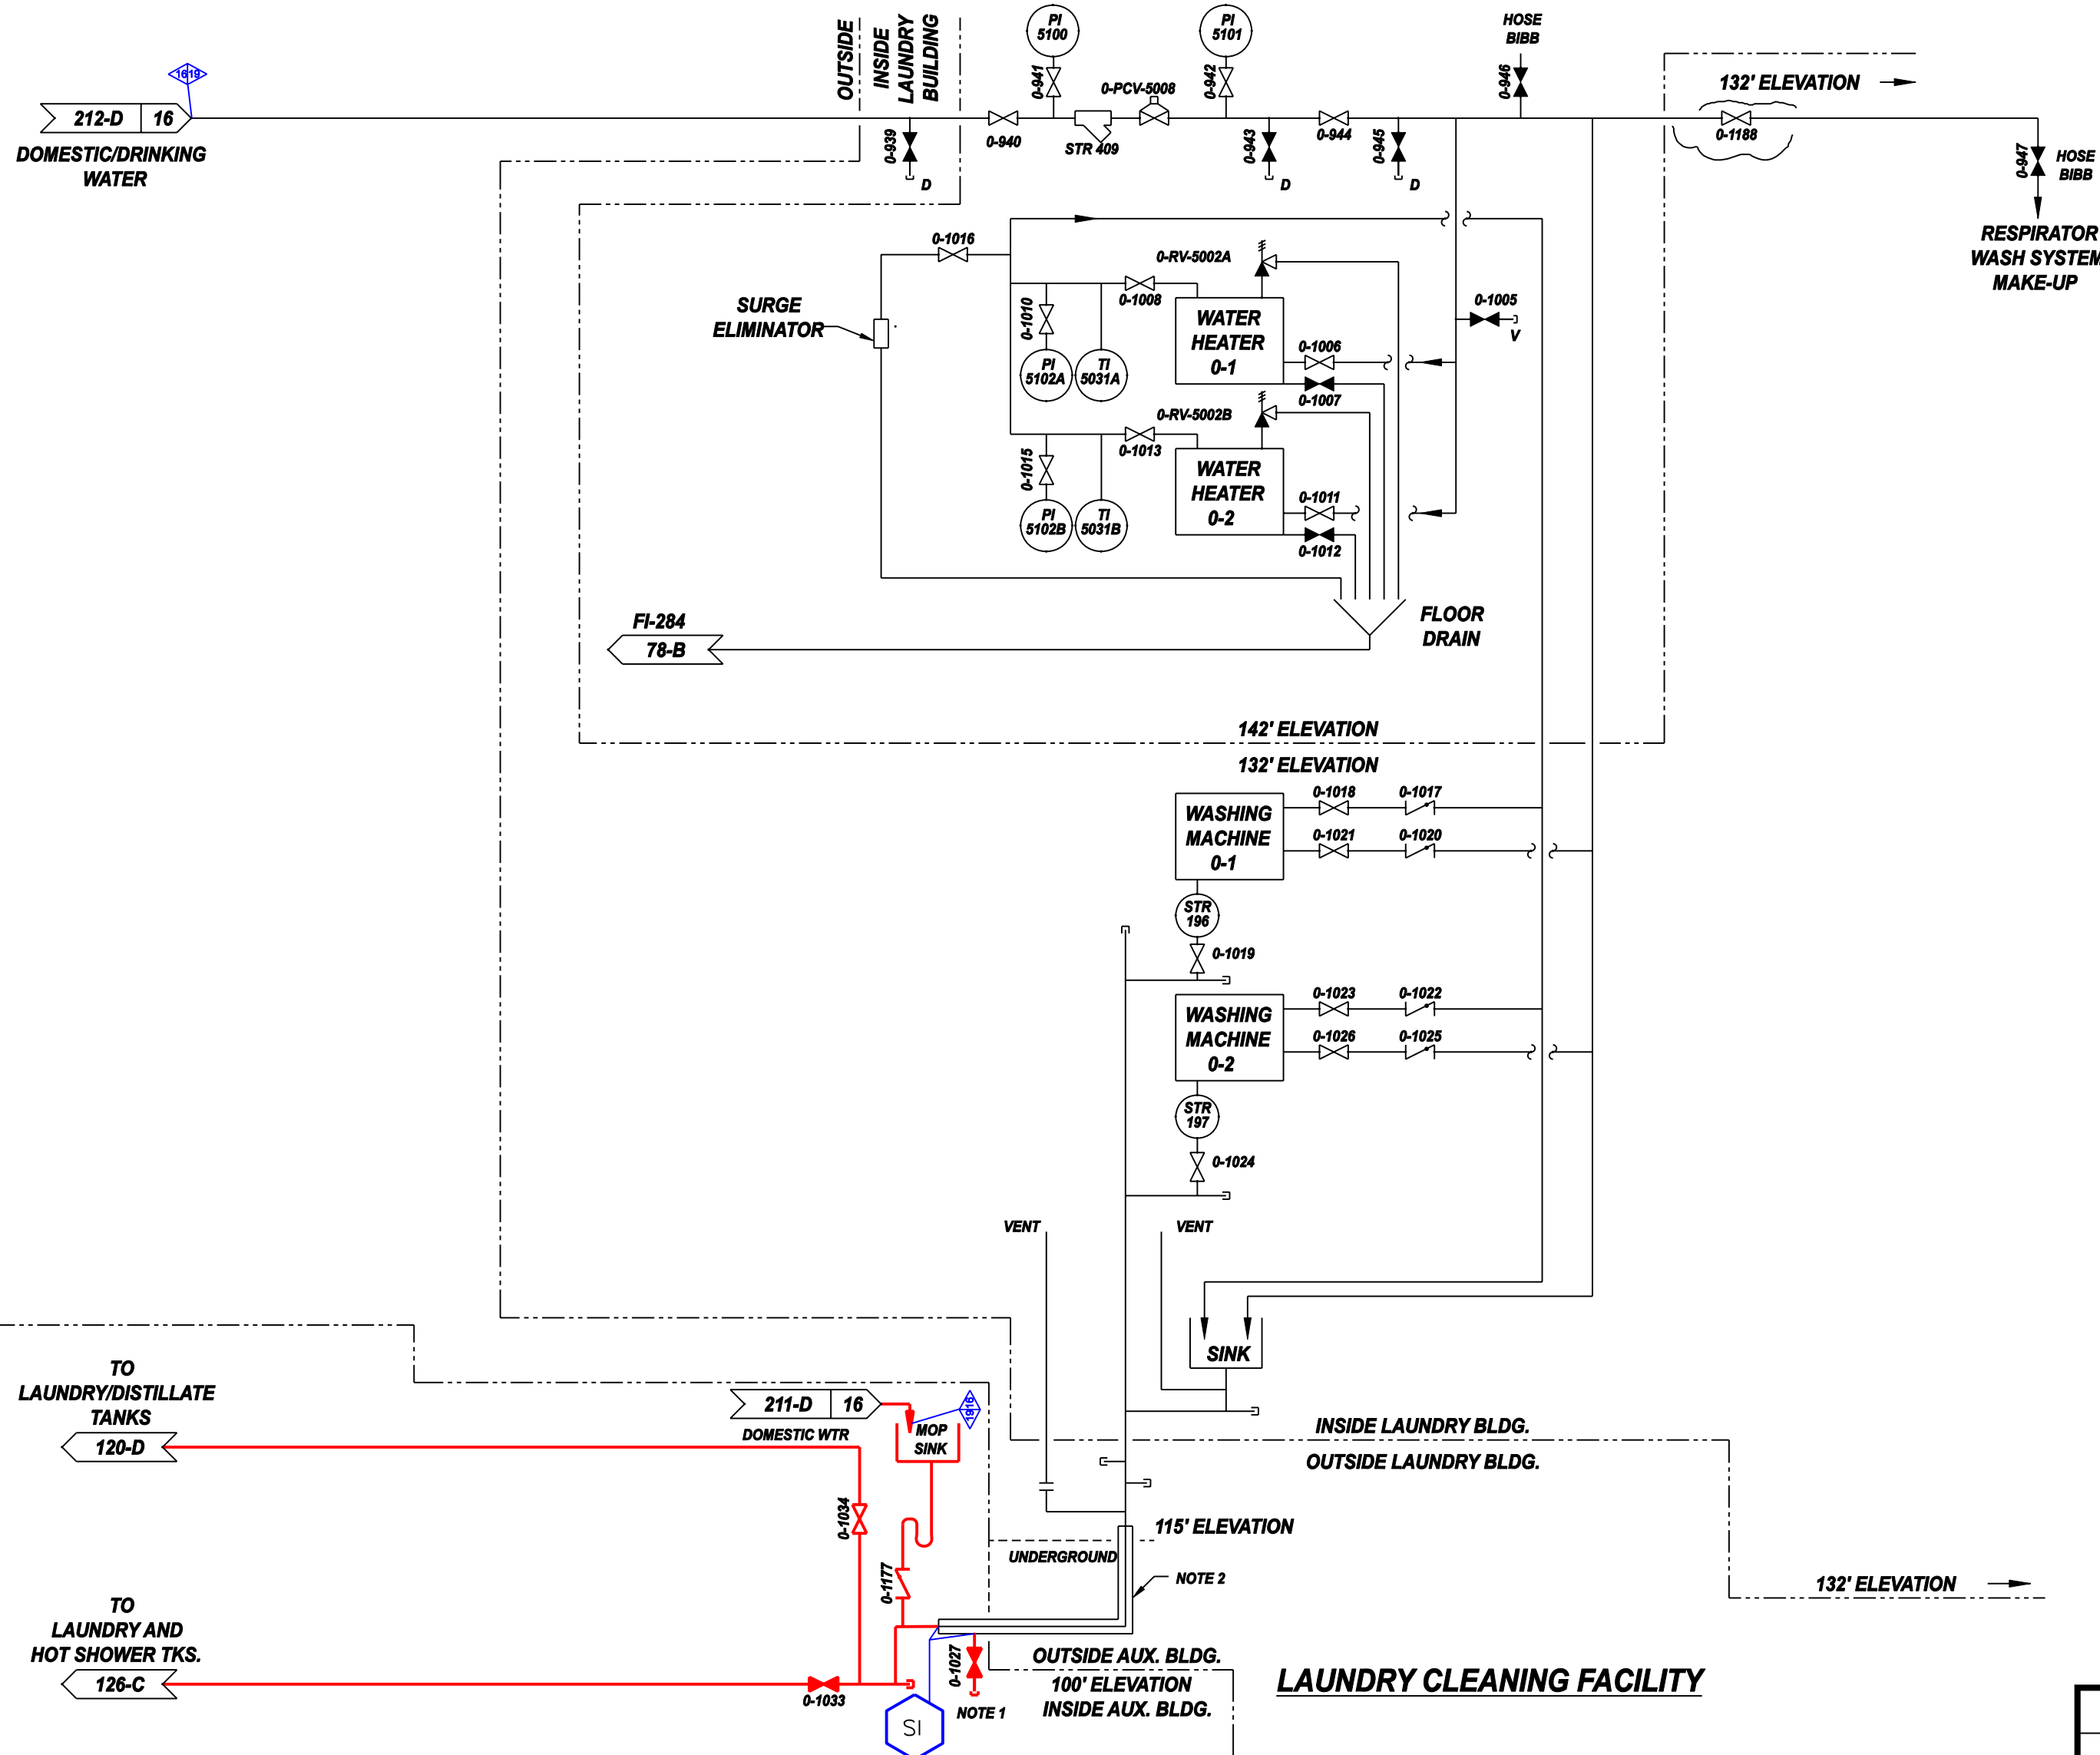 OUTSIDE
INSIDE
LAUNDRY
BUILDING
PI
5100
PI
5101
HOSE
BIBB
0-941
0-942
0-946
0-PCV-5008
132' ELEVATION
1619
212-D 16
DOMESTIC/DRINKING
WATER
0-939
D
0-940
STR 409
0-943
D
0-944
0-945
D
0-1188
0-947
HOSE
BIBB
RESPIRATOR
WASH SYSTEM
MAKE-UP
0-1016
SURGE
ELIMINATOR
0-RV-5002A
0-1008
0-1010
PI
5102A
TI
5031A
WATER
HEATER
0-1
0-1006
0-1007
0-1005
V
0-RV-5002B
0-1013
0-1015
PI
5102B
TI
5031B
WATER
HEATER
0-2
0-1011
0-1012
FI-284
78-B
FLOOR
DRAIN
142' ELEVATION
132' ELEVATION
WASHING
MACHINE
0-1
0-1018
0-1017
0-1021
0-1020
STR
196
0-1019
WASHING
MACHINE
0-2
0-1023
0-1022
0-1026
0-1025
STR
197
0-1024
VENT
VENT
SINK
TO
LAUNDRY/DISTILLATE
TANKS
120-D
211-D 16
DOMESTIC WTR
MOP
SINK
1916
INSIDE LAUNDRY BLDG.
OUTSIDE LAUNDRY BLDG.
0-1034
0-1177
115' ELEVATION
UNDERGROUND
NOTE 2
132' ELEVATION
TO
LAUNDRY AND
HOT SHOWER TKS.
126-C
0-1033
SI
0-1027
NOTE 1
OUTSIDE AUX. BLDG.
100' ELEVATION
INSIDE AUX. BLDG.
LAUNDRY CLEANING FACILITY